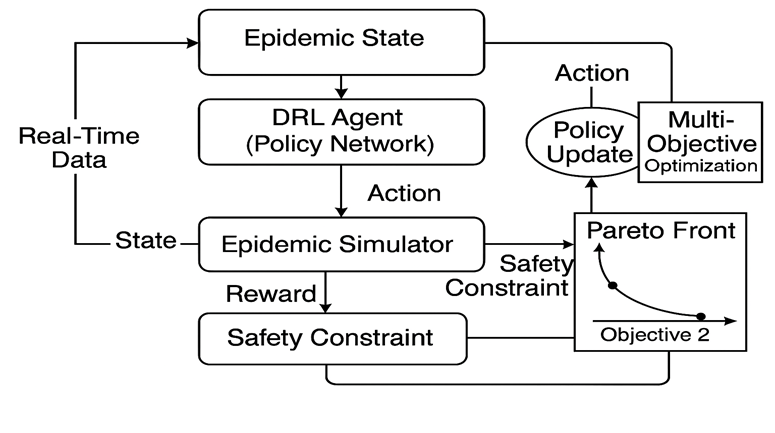 Epidemic State
DRL Agent
(Policy Network)
Action
Real-Time
Data
State
Epidemic Simulator
Safety
Constraint
Reward
Safety Constraint
Action
Policy
Update
Multi-
Objective
Optimization
Pareto Front
Objective 2